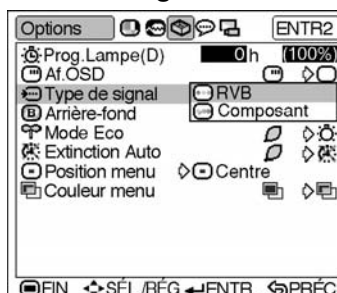 Options ENTR2
Prog.Lampe(D) 0 h (100%)
Af.OSD
Type de signal RVB
Composant
Arrière-fond
Mode Eco
Extinction Auto
Position menu Centre
Couleur menu
FIN SÉL./RÉG ENTR PRÉC